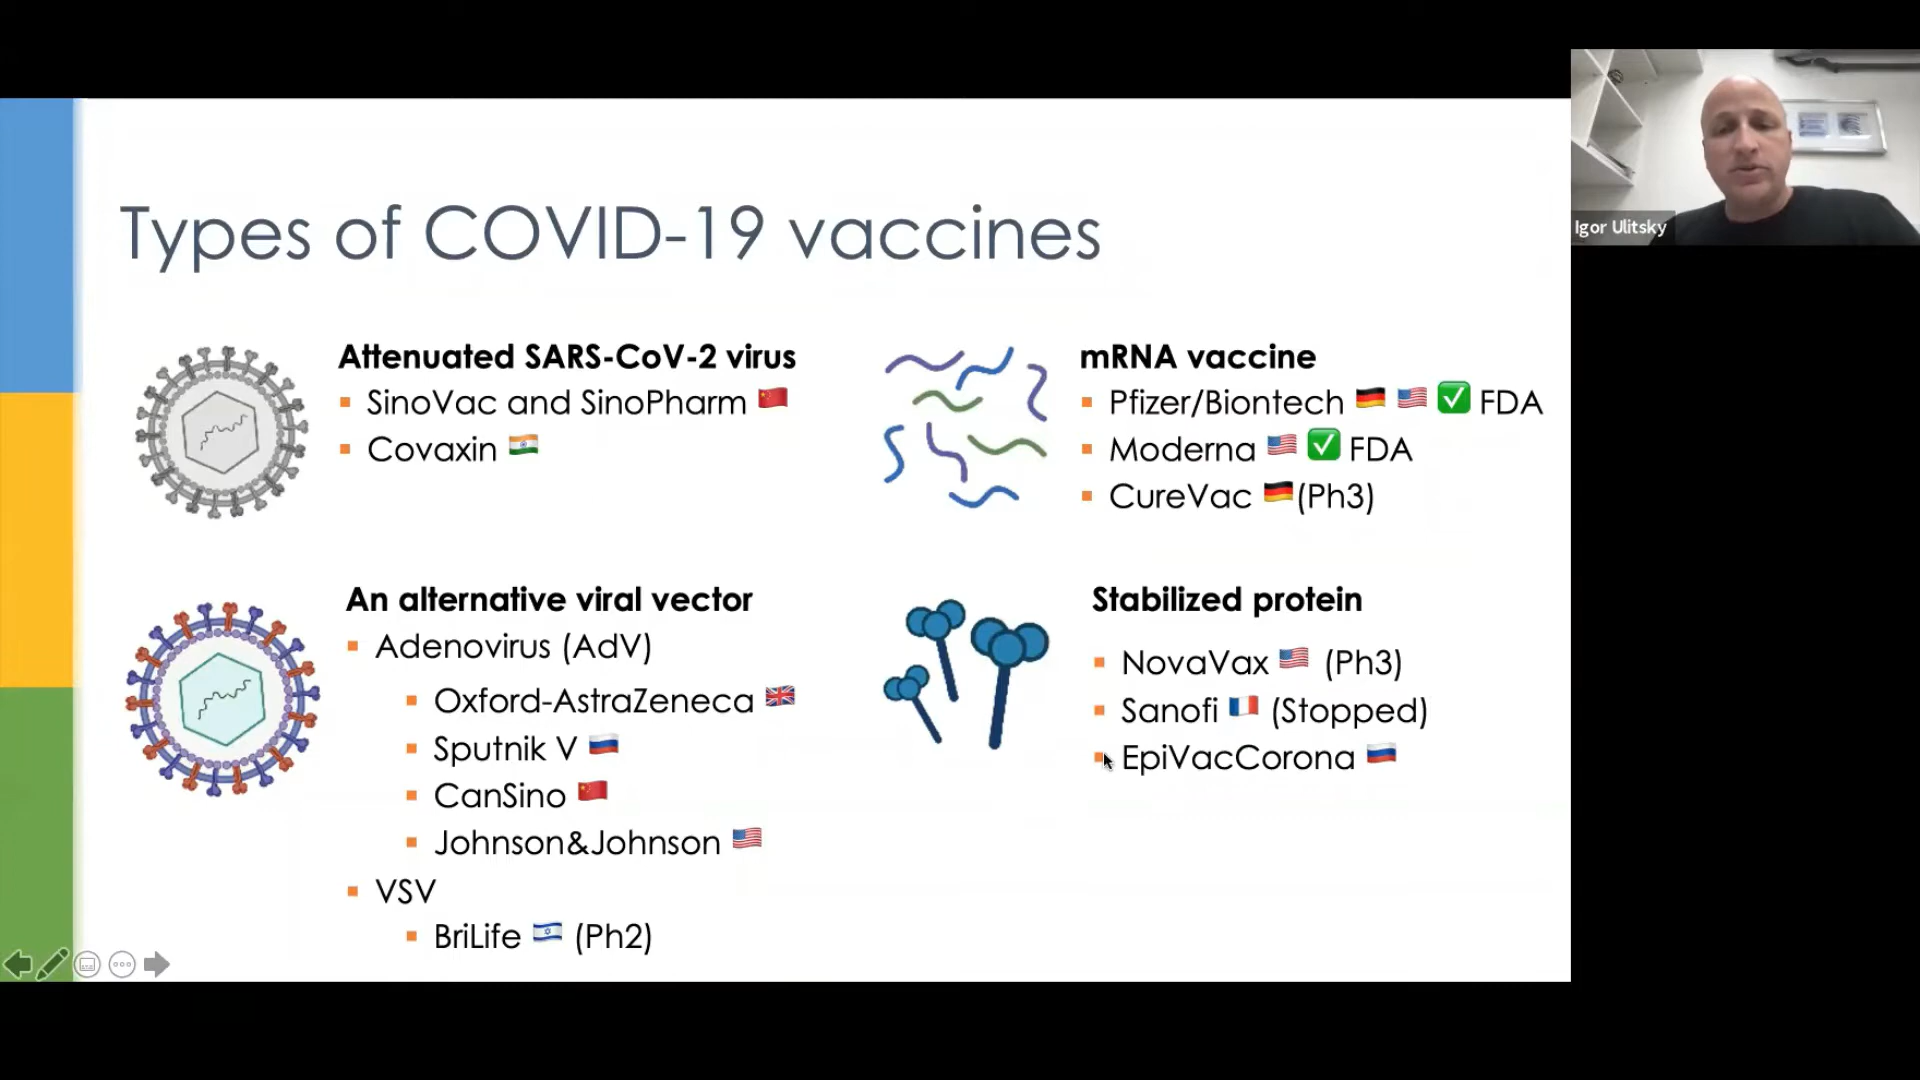 Types of COVID-19 vaccines
Attenuated SARS-CoV-2 virus
SinoVac and SinoPharm
Covaxin
mRNA vaccine
Pfizer/Biontech FDA
Moderna FDA
CureVac (Ph3)
An alternative viral vector
Adenovirus (AdV)
Oxford-AstraZeneca
Sputnik V
CanSino
Johnson&Johnson
VSV
BriLife (Ph2)
Stabilized protein
NovaVax (Ph3)
Sanofi (Stopped)
EpiVacCorona
Igor Ulitsky